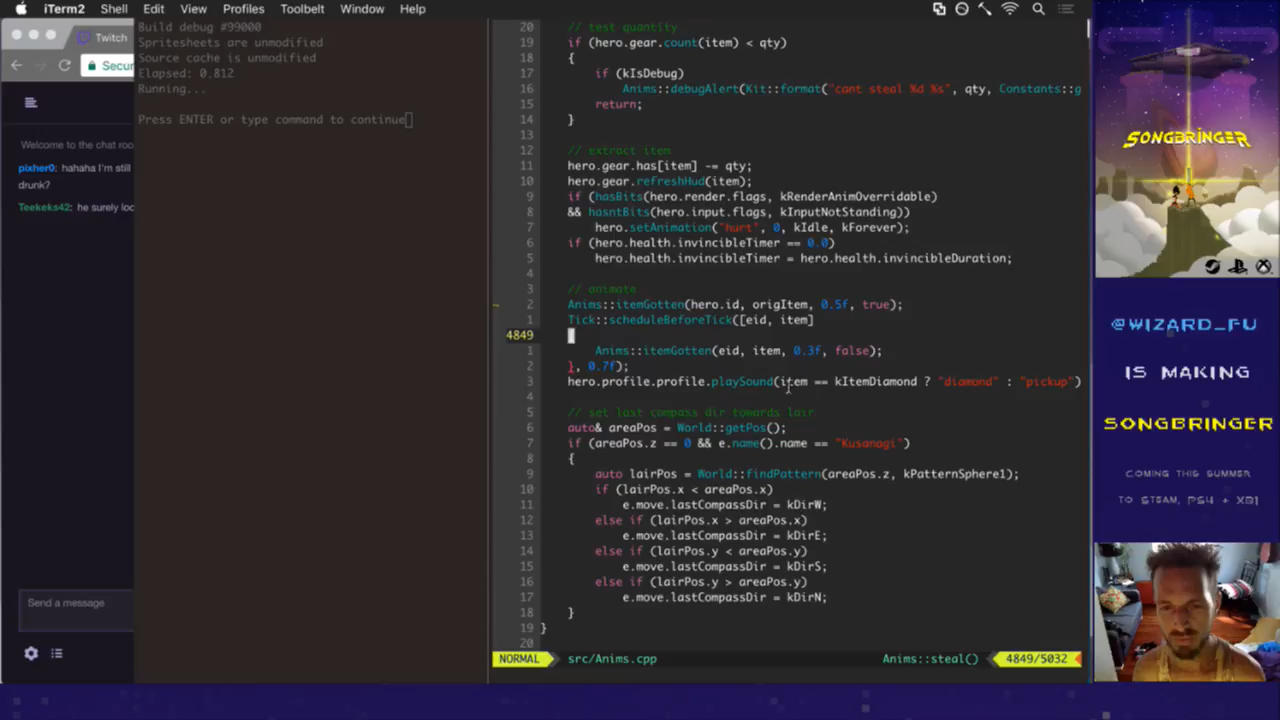 iTerm2 Shell Edit View Profiles Toolbelt Window Help
Twitch
Secur
Welcome to the chat roo
pixher0: hahaha I'm still
drunk?
Teekeks42: he surely loo
Send a message
Build debug #99000
Spritesheets are unmodified
Source cache is unmodified
Elapsed: 0.812
Running...
Press ENTER or type command to continue
20 // test quantity
19 if (hero.gear.count(item) < qty)
18 {
17 if (kIsDebug)
16 Anims::debugAlert(Kit::format("cant steal %d %s", qty, Constants::g
15 return;
14 }
13
12 // extract item
11 hero.gear.has[item] -= qty;
10 hero.gear.refreshHud(item);
9 if (hasBits(hero.render.flags, kRenderAnimOverridable)
8 && hasntBits(hero.input.flags, kInputNotStanding))
7 hero.setAnimation("hurt", 0, kIdle, kForever);
6 if (hero.health.invincibleTimer == 0.0)
5 hero.health.invincibleTimer = hero.health.invincibleDuration;
4
3 // animate
2 Anims::itemGotten(hero.id, origItem, 0.5f, true);
1 Tick::scheduleBeforeTick([eid, item]
4849
1 Anims::itemGotten(eid, item, 0.3f, false);
2 }, 0.7f);
3 hero.profile.profile.playSound(item == kItemDiamond ? "diamond" : "pickup")
4
5 // set last compass dir towards lair
6 auto& areaPos = World::getPos();
7 if (areaPos.z == 0 && e.name().name == "Kusanagi")
8 {
9 auto lairPos = World::findPattern(areaPos.z, kPatternSphere1);
10 if (lairPos.x < areaPos.x)
11 e.move.lastCompassDir = kDirW;
12 else if (lairPos.x > areaPos.x)
13 e.move.lastCompassDir = kDirE;
14 else if (lairPos.y < areaPos.y)
15 e.move.lastCompassDir = kDirS;
16 else if (lairPos.y > areaPos.y)
17 e.move.lastCompassDir = kDirN;
18 }
19 }
20
NORMAL src/Anims.cpp Anims::steal() 4849/5032
SONGBRINGER
@WIZARD_FU
IS MAKING
SONGBRINGER
COMING THIS SUMMER
TO STEAM, PS4 + XB1